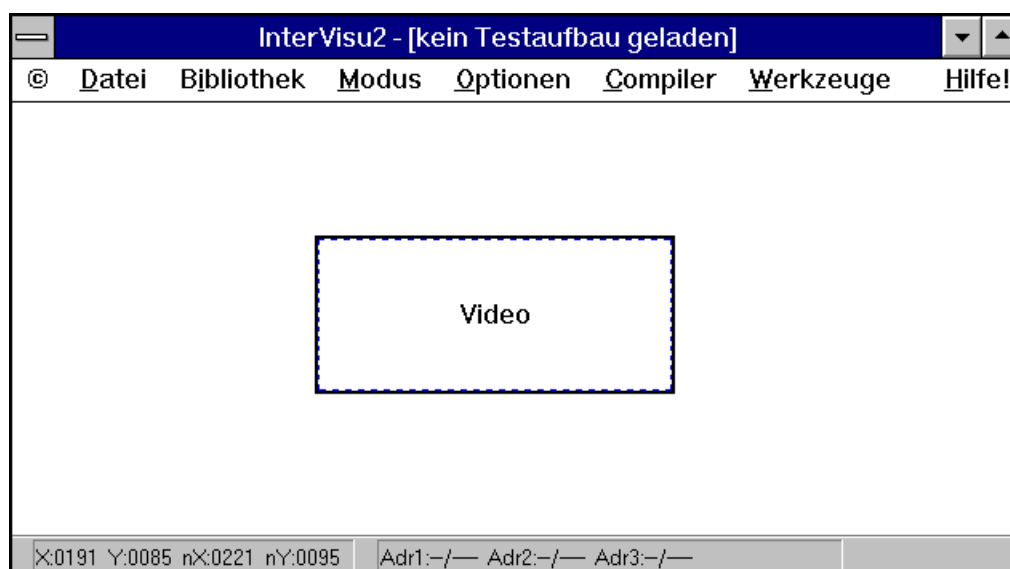 InterVisu2 - [kein Testaufbau geladen]
© Datei Bibliothek Modus Optionen Compiler Werkzeuge Hilfe!
Video
X:0191 Y:0085 nX:0221 nY:0095 Adr1:–/–– Adr2:–/–– Adr3:–/––